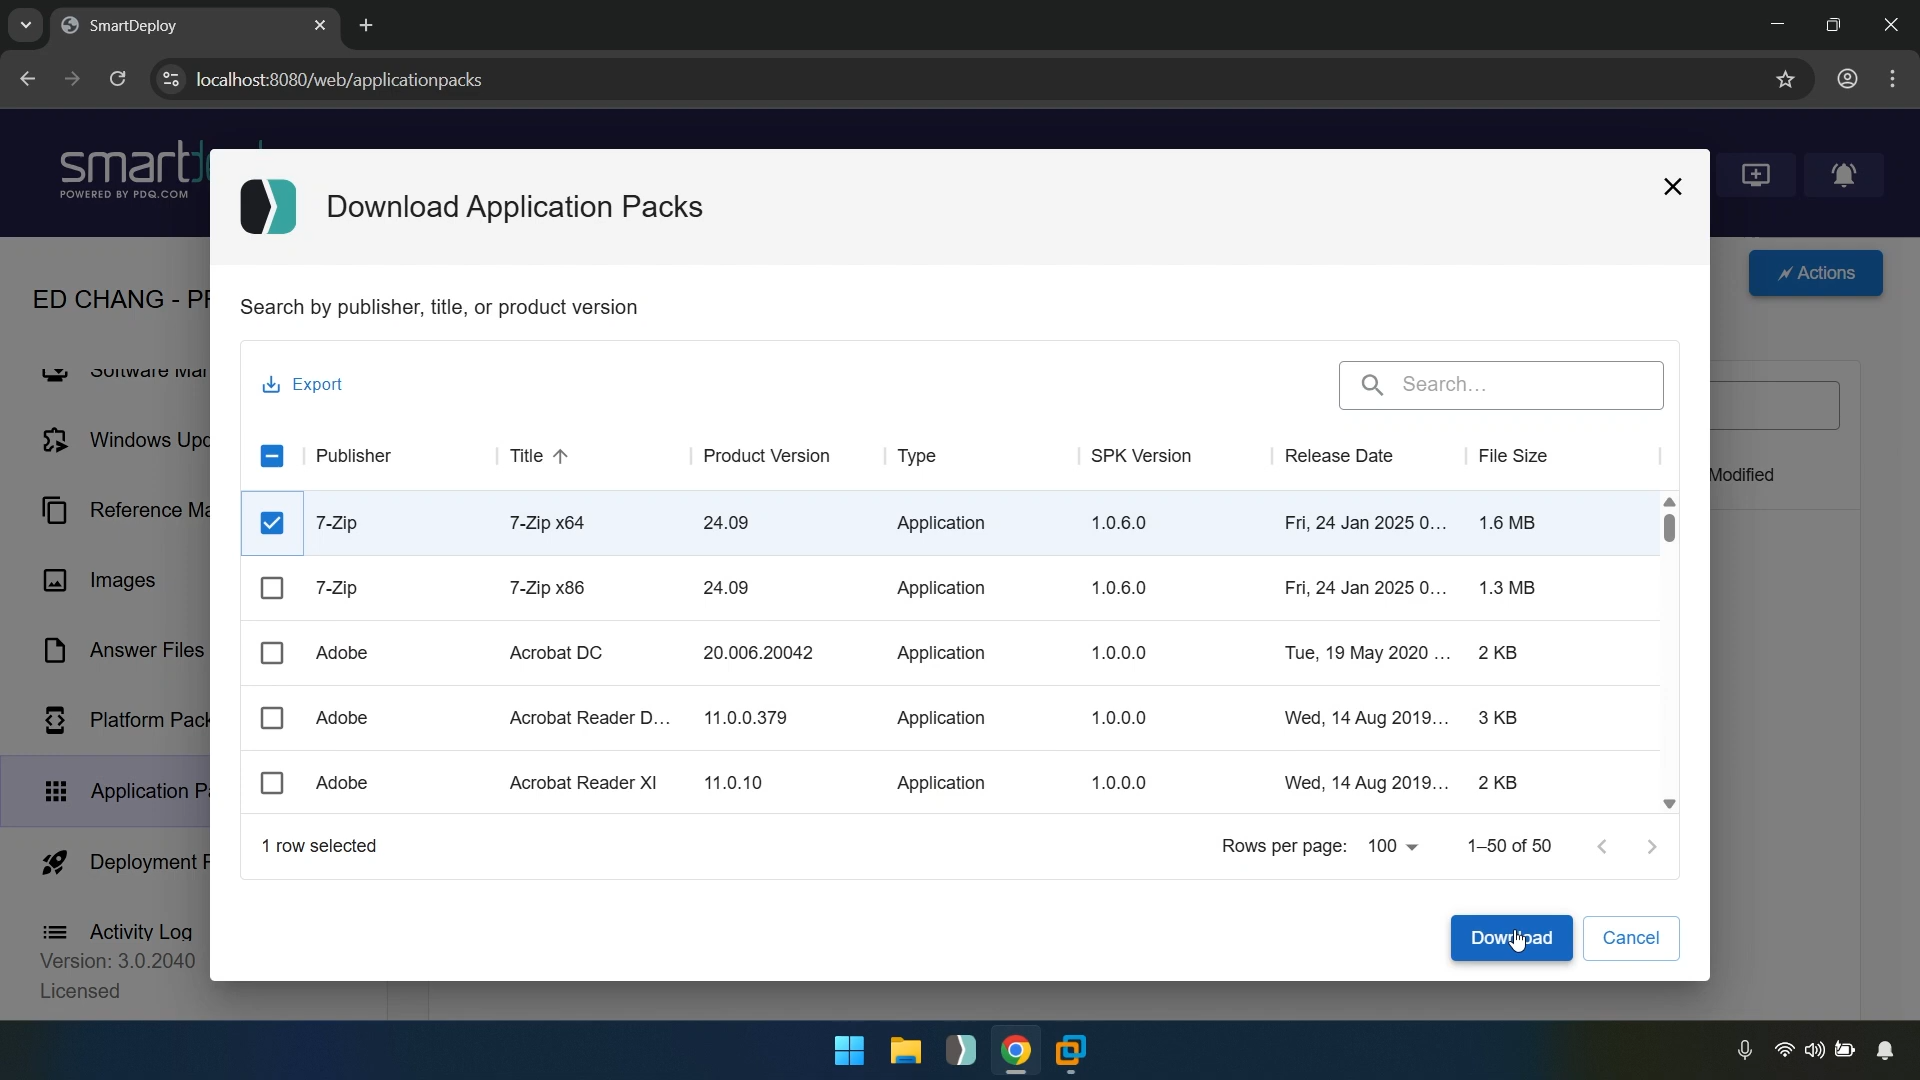 SmartDeploy
localhost:8080/web/applicationpacks
smart
POWERED BY PDQ.COM
Download Application Packs
Actions
ED CHANG - 
Search by publisher, title, or product version
Export
Search...
Software
Windows
Reference
Images
Answer Files
Platform
Application
Deployment
Activity Log
Version: 3.0.2040
Licensed
Modified
Publisher Title Product Version Type SPK Version Release Date File Size
7-Zip 7-Zip x64 24.09 Application 1.0.6.0 Fri, 24 Jan 2025 0... 1.6 MB
7-Zip 7-Zip x86 24.09 Application 1.0.6.0 Fri, 24 Jan 2025 0... 1.3 MB
Adobe Acrobat DC 20.006.20042 Application 1.0.0.0 Tue, 19 May 2020 ... 2 KB
Adobe Acrobat Reader D... 11.0.0.379 Application 1.0.0.0 Wed, 14 Aug 2019... 3 KB
Adobe Acrobat Reader XI 11.0.10 Application 1.0.0.0 Wed, 14 Aug 2019... 2 KB
1 row selected Rows per page: 100 1–50 of 50
Download Cancel